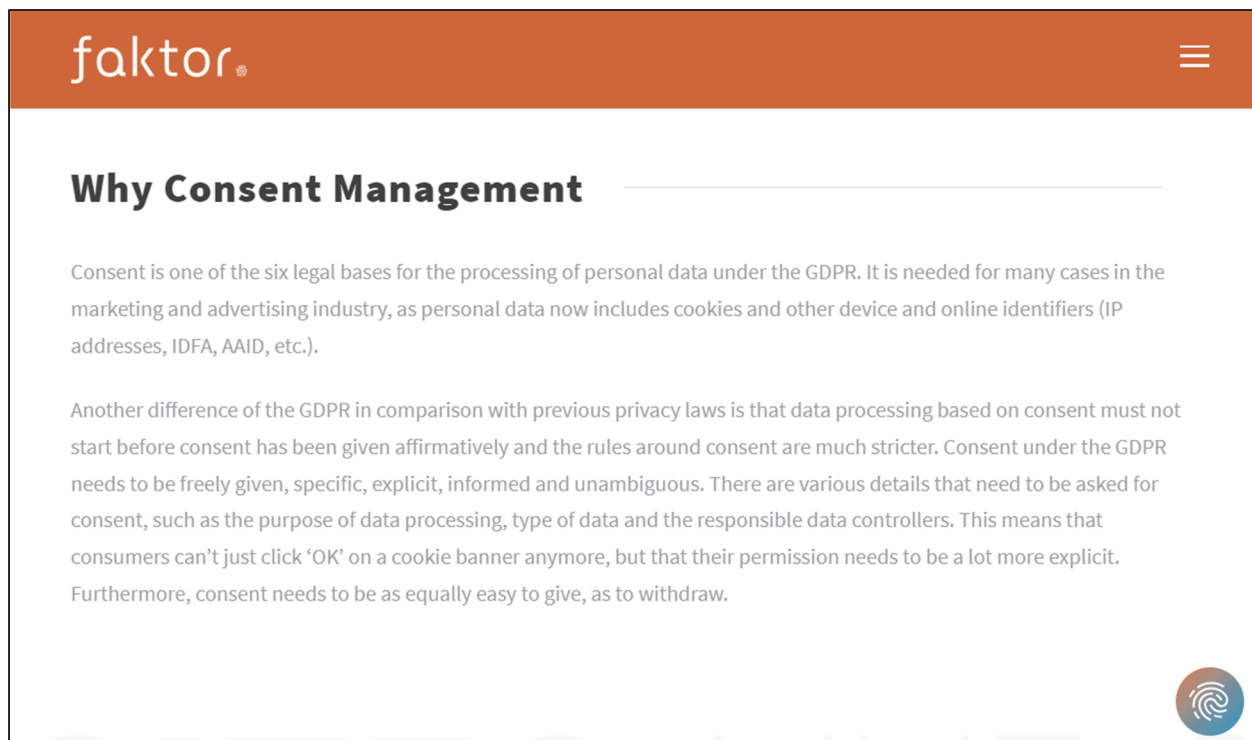 faktor.
Why Consent Management
Consent is one of the six legal bases for the processing of personal data under the GDPR. It is needed for many cases in the
marketing and advertising industry, as personal data now includes cookies and other device and online identifiers (IP
addresses, IDFA, AAID, etc.).
Another difference of the GDPR in comparison with previous privacy laws is that data processing based on consent must not
start before consent has been given affirmatively and the rules around consent are much stricter. Consent under the GDPR
needs to be freely given, specific, explicit, informed and unambiguous. There are various details that need to be asked for
consent, such as the purpose of data processing, type of data and the responsible data controllers. This means that
consumers can’t just click ‘OK’ on a cookie banner anymore, but that their permission needs to be a lot more explicit.
Furthermore, consent needs to be as equally easy to give, as to withdraw.